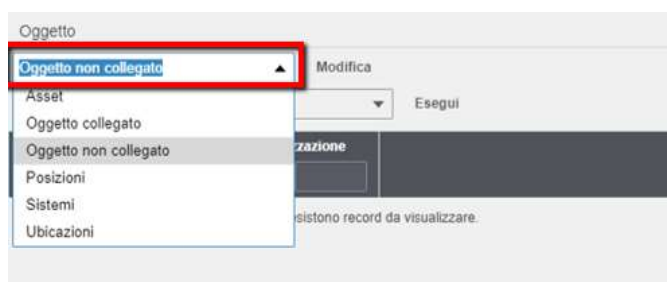 Oggetto
Oggetto non collegato Modifica
Asset
Esegui
Oggetto collegato
Oggetto non collegato
Posizioni
Sistemi
Ubicazioni
zzazione
esistono record da visualizzare.